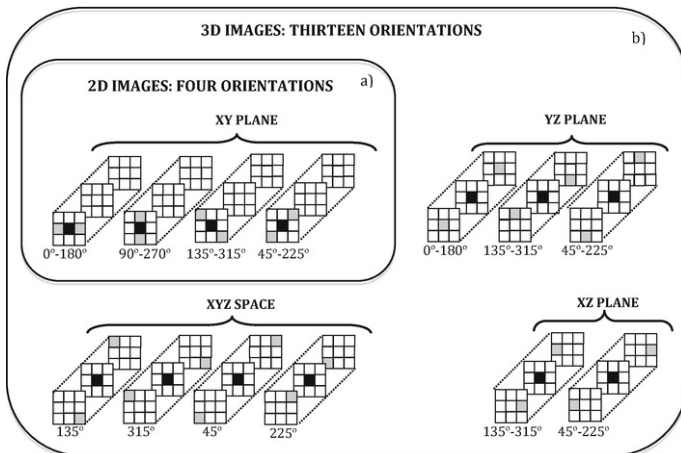 3D IMAGES: THIRTEEN ORIENTATIONS
b)
2D IMAGES: FOUR ORIENTATIONS
a)
XY PLANE
0º-180º 90º-270º 135º-315º 45º-225º
YZ PLANE
0º-180º 135º-315º 45º-225º
XYZ SPACE
135º 315º 45º 225º
XZ PLANE
135º-315º 45º-225º